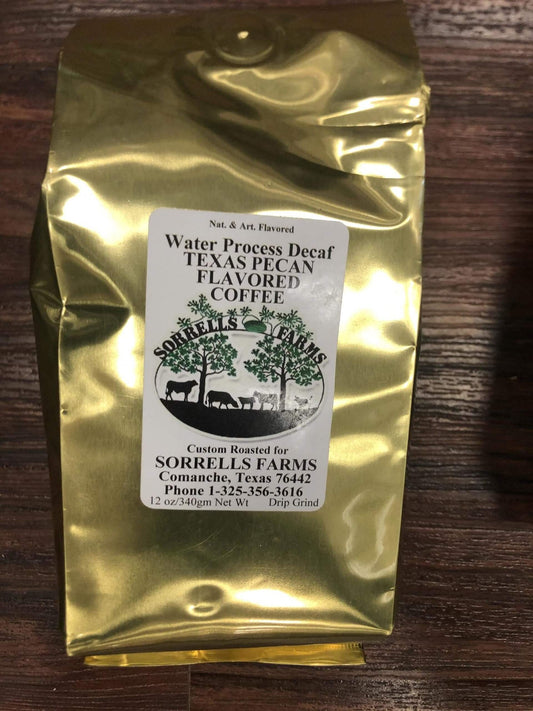 Nat. & Art. Flavored
Water Process Decaf
TEXAS PECAN
FLAVORED
COFFEE
SORRELLS FARMS
Custom Roasted for
SORRELLS FARMS
Comanche, Texas 76442
Phone 1-325-356-3616
12 oz/340gm Net Wt Drip Grind